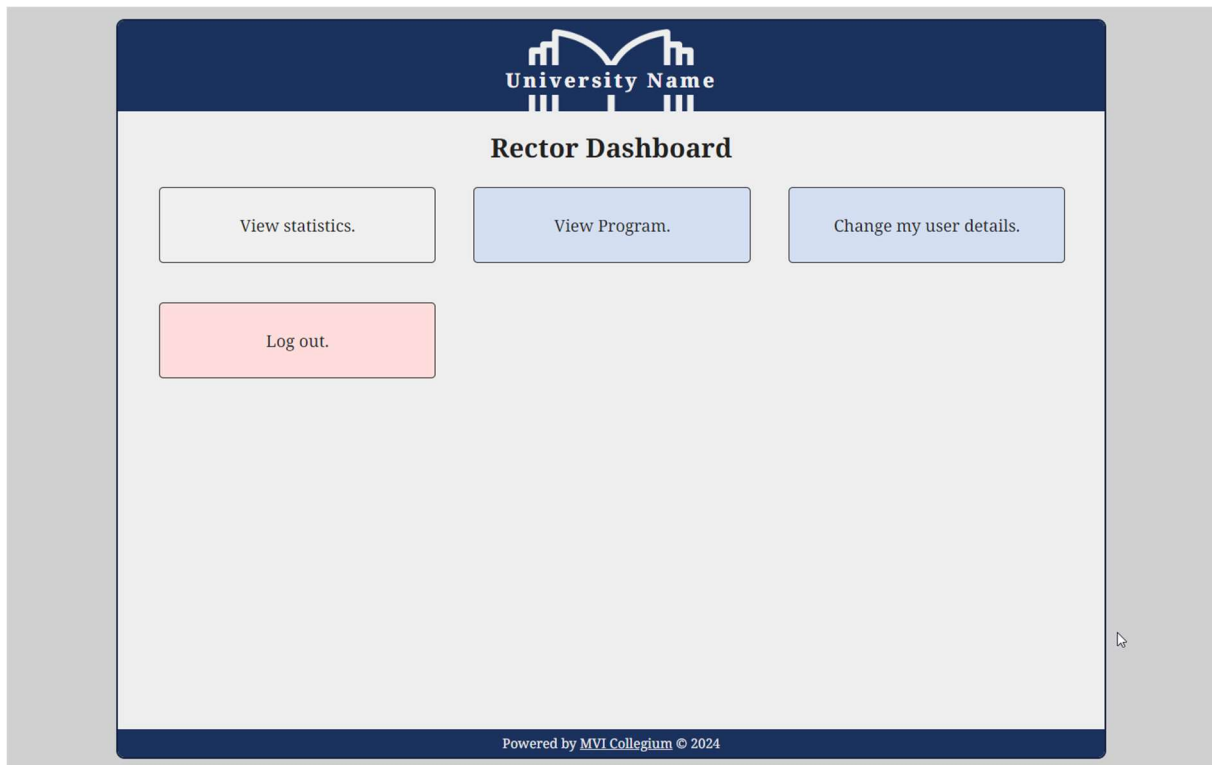 University Name
Rector Dashboard
View statistics.
View Program.
Change my user details.
Log out.
Powered by MVI Collegium © 2024